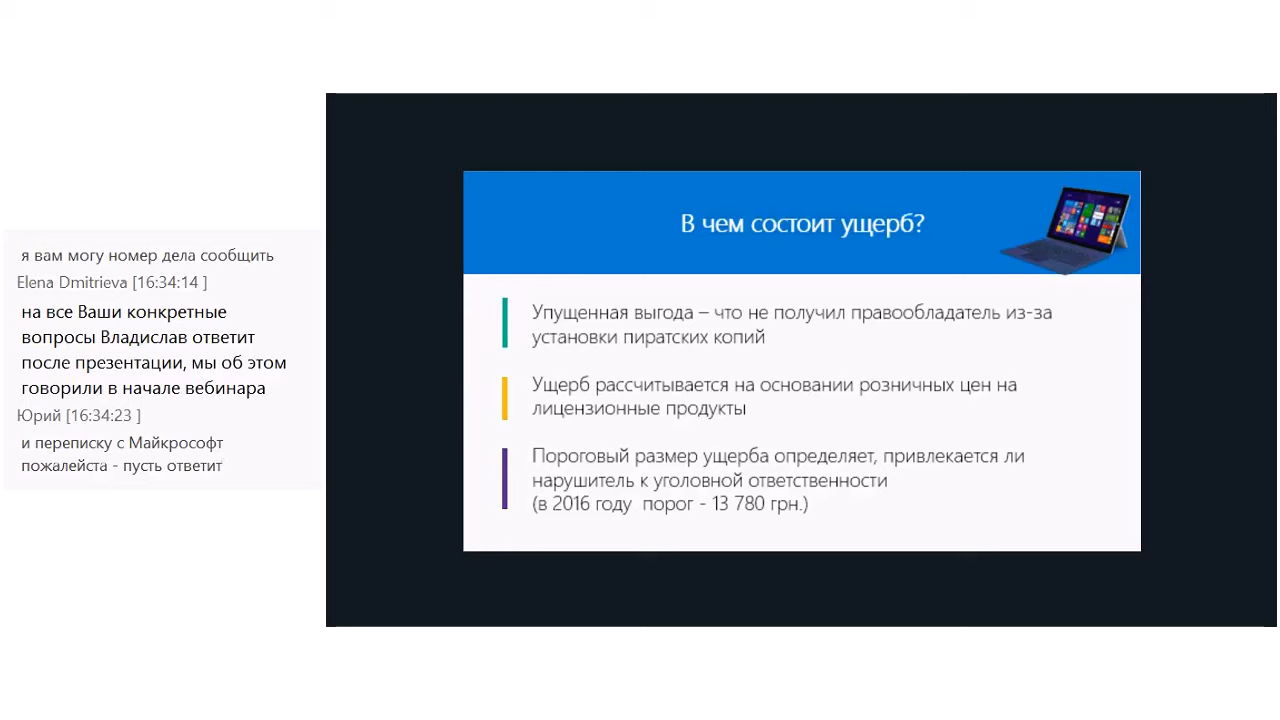 я вам могу номер дела сообщить
Elena Dmitrieva [16:34:14 ]
на все Ваши конкретные
вопросы Владислав ответит
после презентации, мы об этом
говорили в начале вебинара
Юрий [16:34:23 ]
и переписку с Майкрософт
пожалейста - пусть ответит
В чем состоит ущерб?
Упущенная выгода – что не получил правообладатель из-за
установки пиратских копий
Ущерб рассчитывается на основании розничных цен на
лицензионные продукты
Пороговый размер ущерба определяет, привлекается ли
нарушитель к уголовной ответственности
(в 2016 году порог - 13 780 грн.)